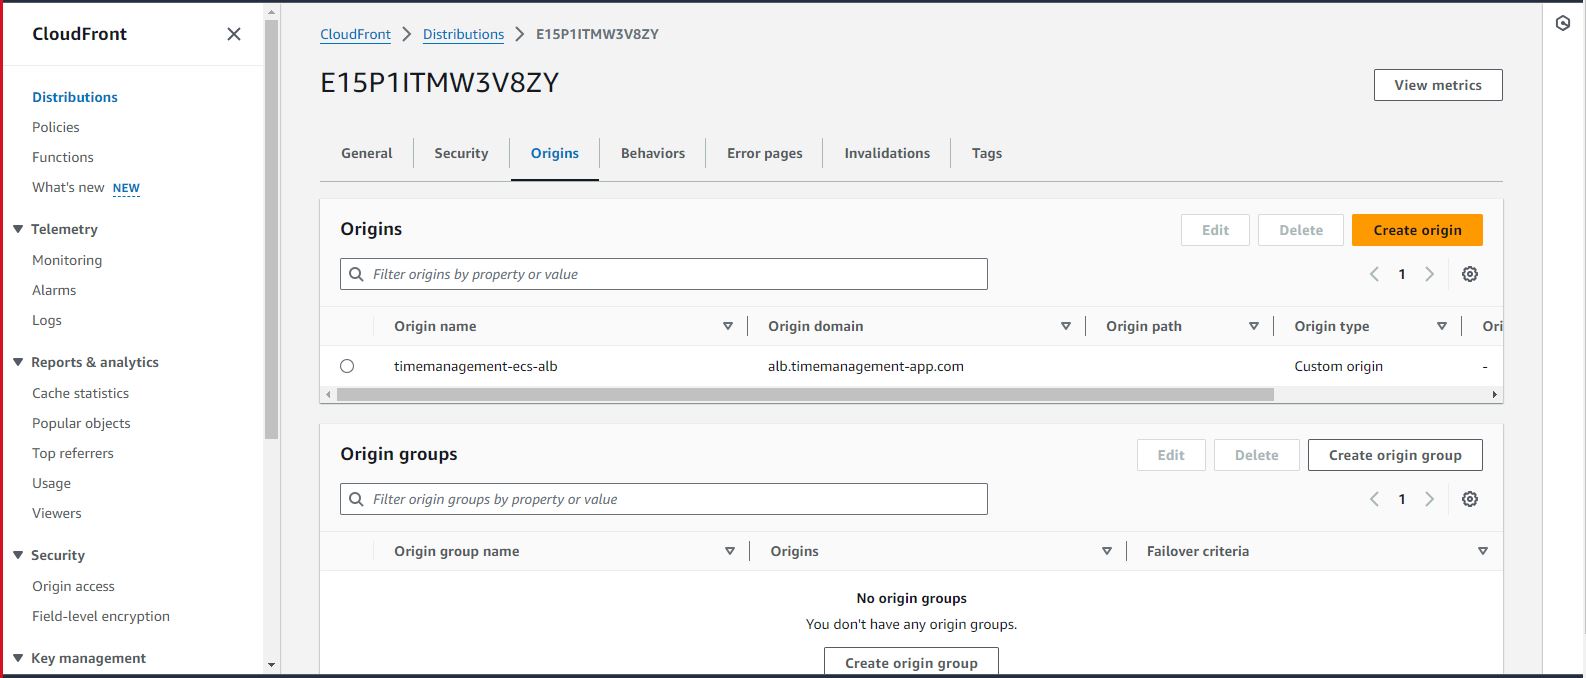 CloudFront
Distributions
Policies
Functions
What's new NEW
Telemetry
Monitoring
Alarms
Logs
Reports & analytics
Cache statistics
Popular objects
Top referrers
Usage
Viewers
Security
Origin access
Field-level encryption
Key management
CloudFront Distributions E15P1ITMW3V8ZY
E15P1ITMW3V8ZY
View metrics
General Security Origins Behaviors Error pages Invalidations Tags
Origins
Edit Delete Create origin
Filter origins by property or value
1
Origin name Origin domain Origin path Origin type Ori
timemanagement-ecs-alb alb.timemanagement-app.com Custom origin -
Origin groups
Edit Delete Create origin group
Filter origin groups by property or value
1
Origin group name Origins Failover criteria
No origin groups
You don't have any origin groups.
Create origin group